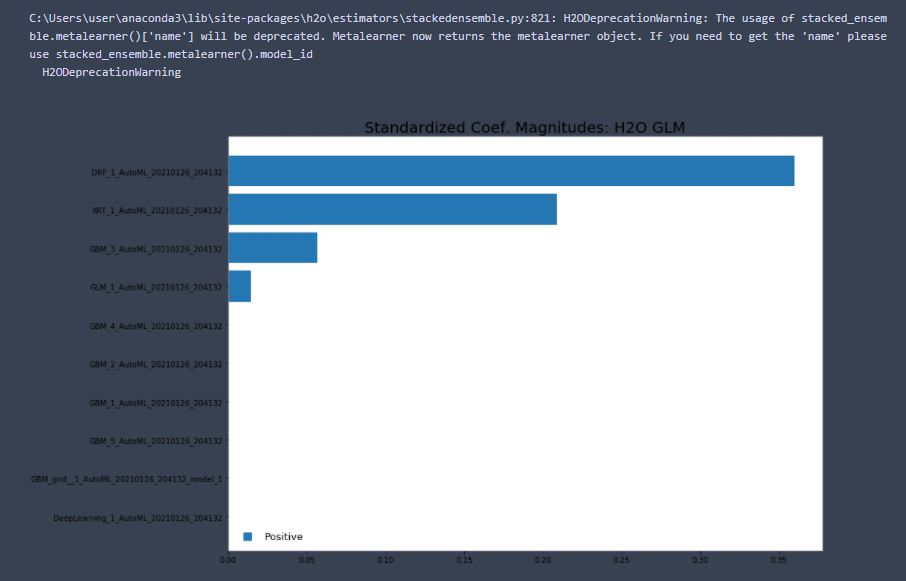 C:\Users\user\anaconda3\lib\site-packages\h2o\estimators\stackedensemble.py:821: H2ODeprecationWarning: The usage of stacked_ensem
ble.metalearner()['name'] will be deprecated. Metalearner now returns the metalearner object. If you need to get the 'name' please
use stacked_ensemble.metalearner().model_id
H2ODeprecationWarning
Standardized Coef. Magnitudes: H2O GLM
DRF_1_AutoML_20210126_204132
XRT_1_AutoML_20210126_204132
GBM_3_AutoML_20210126_204132
GLM_1_AutoML_20210126_204132
GBM_4_AutoML_20210126_204132
GBM_2_AutoML_20210126_204132
GBM_1_AutoML_20210126_204132
GBM_5_AutoML_20210126_204132
GBM_grid__1_AutoML_20210126_204132_model_1
DeepLearning_1_AutoML_20210126_204132
Positive
0.00 0.05 0.10 0.15 0.20 0.25 0.30 0.35